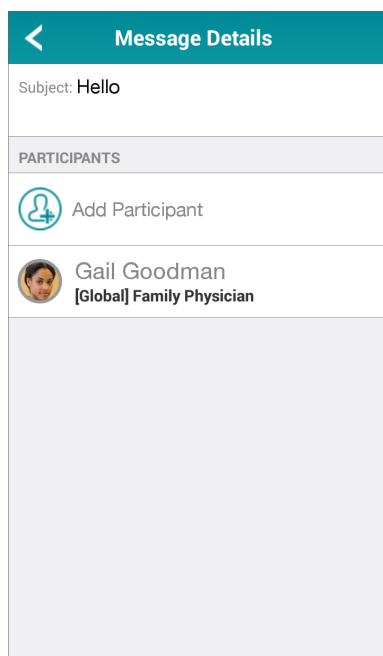 Message Details
Subject: Hello
PARTICIPANTS
Add Participant
Gail Goodman
[Global] Family Physician